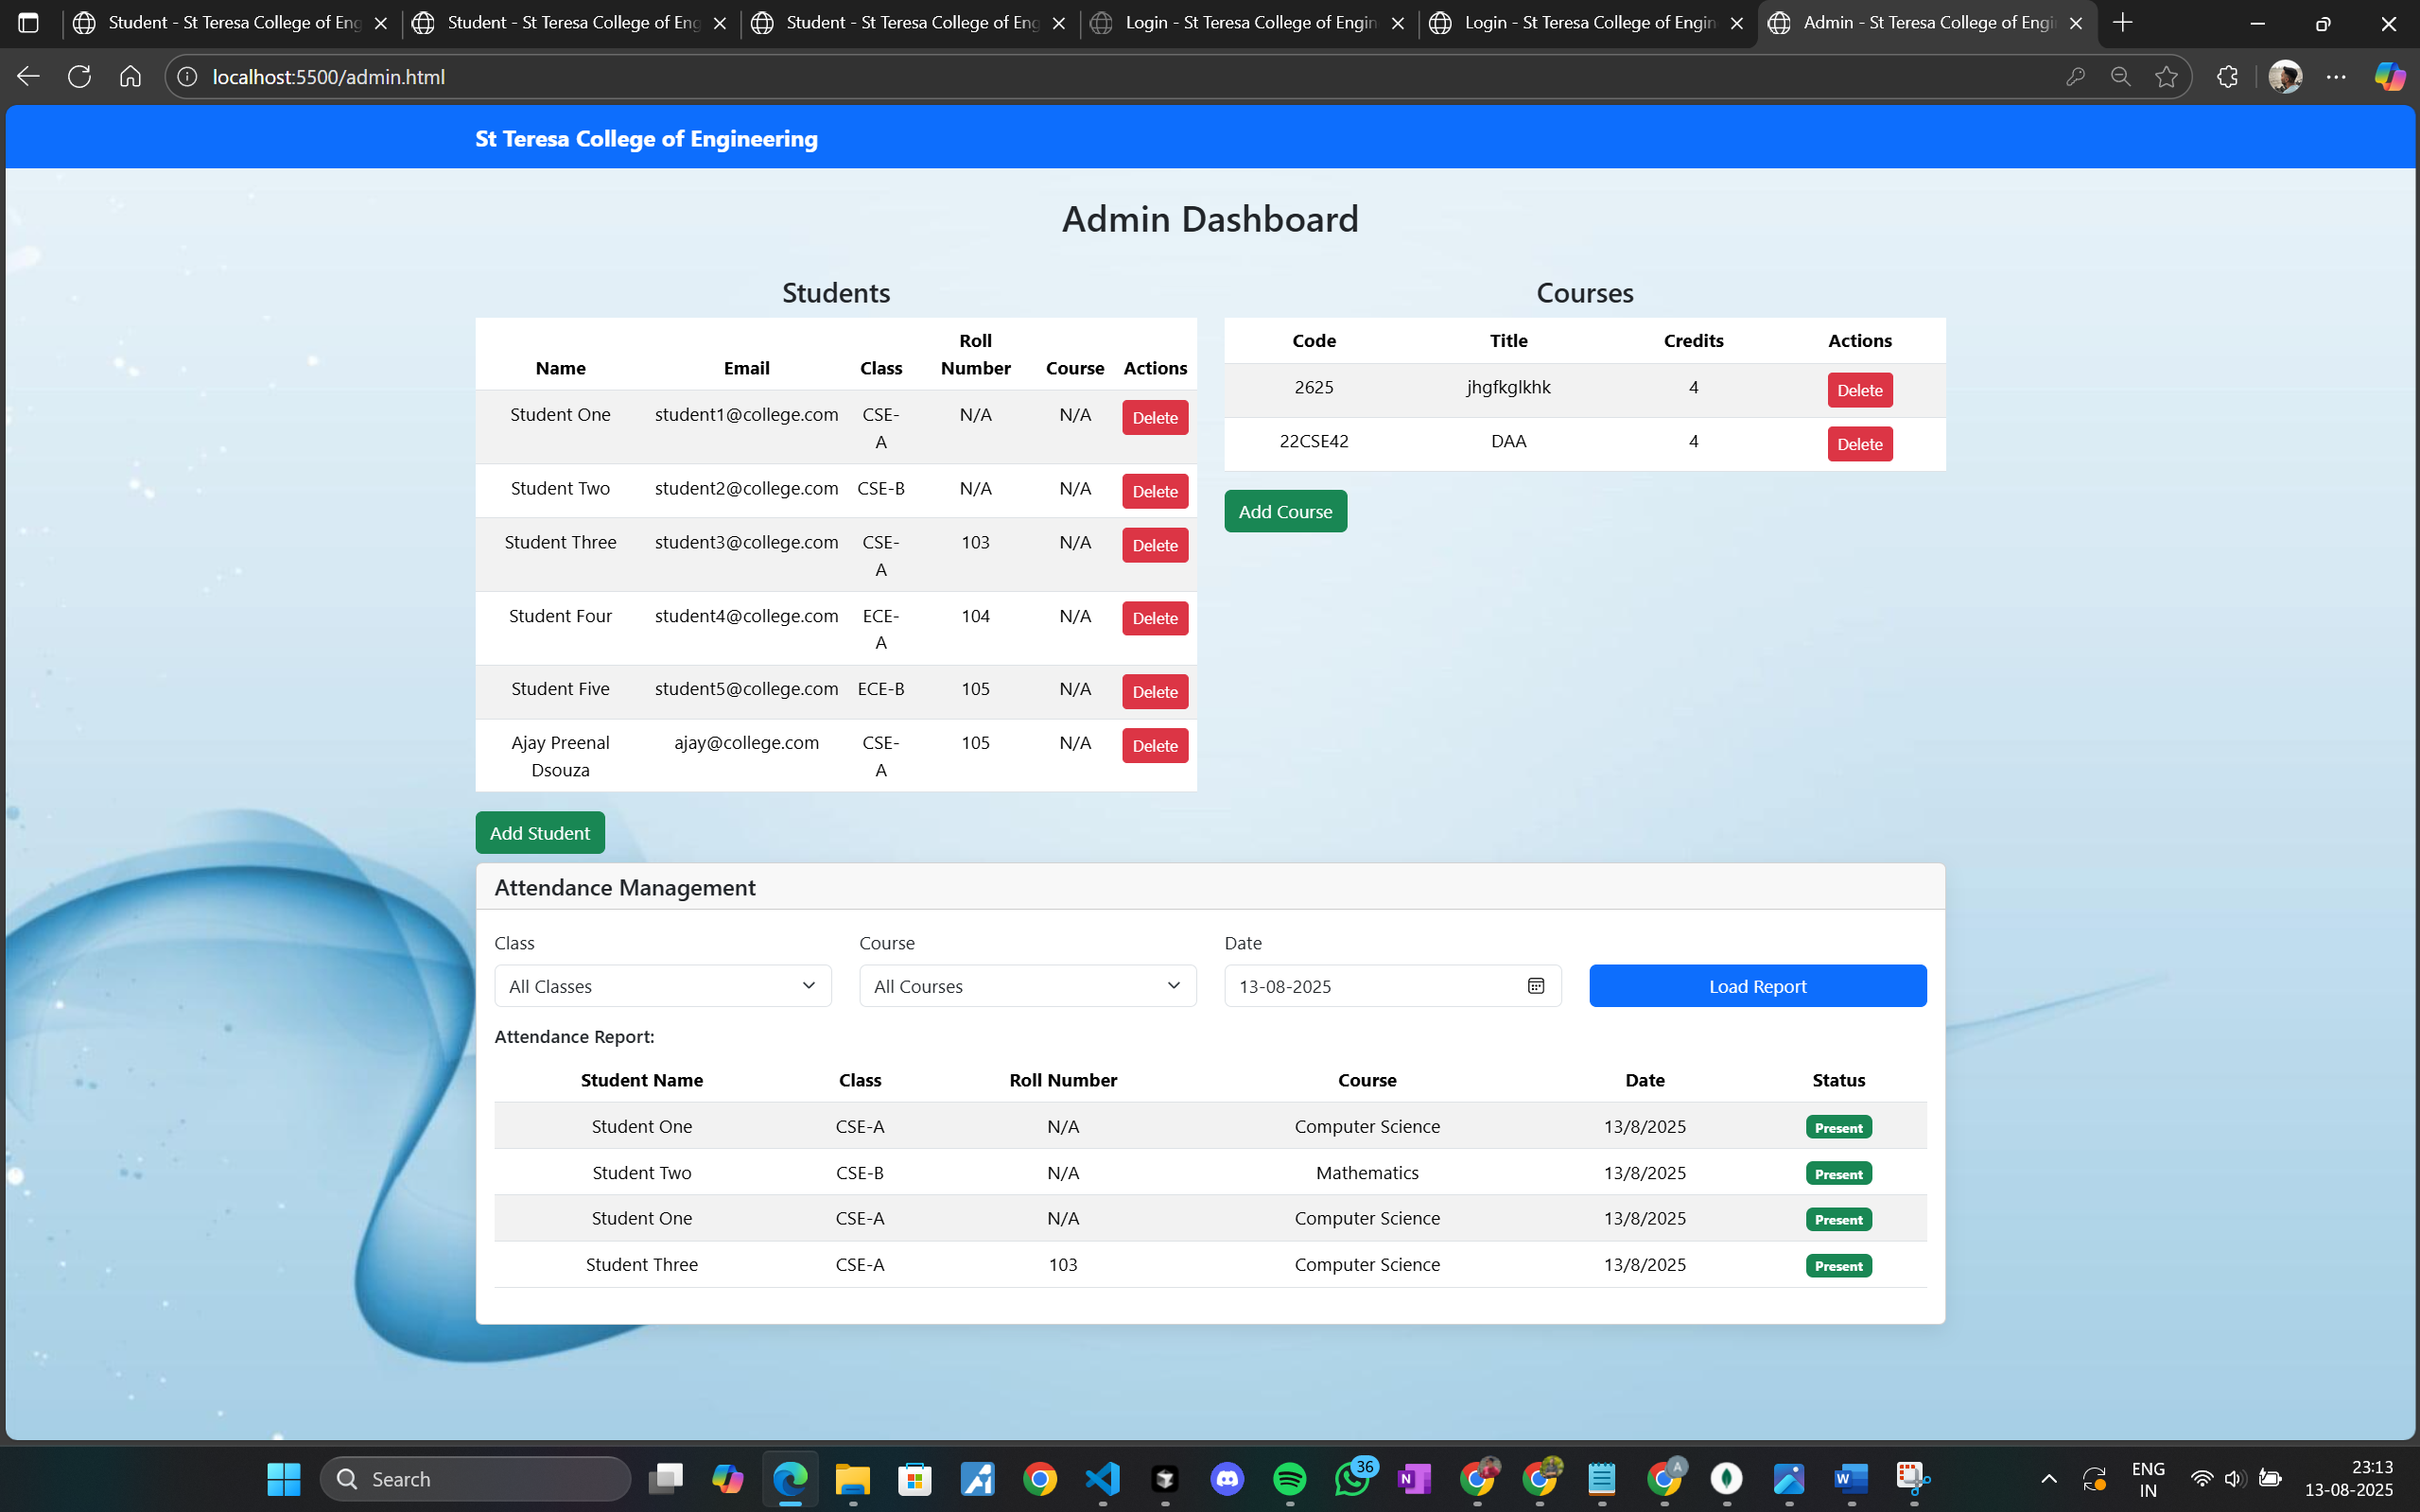 Student - St Teresa College of Eng
Student - St Teresa College of Eng
Student - St Teresa College of Eng
Login - St Teresa College of Engin
Login - St Teresa College of Engin
Admin - St Teresa College of Engi
localhost:5500/admin.html
St Teresa College of Engineering
Admin Dashboard
Students
Name Email Class Roll Number Course Actions
Student One student1@college.com CSE-A N/A N/A Delete
Student Two student2@college.com CSE-B N/A N/A Delete
Student Three student3@college.com CSE-A 103 N/A Delete
Student Four student4@college.com ECE-A 104 N/A Delete
Student Five student5@college.com ECE-B 105 N/A Delete
Ajay Preenal Dsouza ajay@college.com CSE-A 105 N/A Delete
Add Student
Courses
Code Title Credits Actions
2625 jhgfkglkhk 4 Delete
22CSE42 DAA 4 Delete
Add Course
Attendance Management
Class Course Date
All Classes All Courses 13-08-2025 Load Report
Attendance Report:
Student Name Class Roll Number Course Date Status
Student One CSE-A N/A Computer Science 13/8/2025 Present
Student Two CSE-B N/A Mathematics 13/8/2025 Present
Student One CSE-A N/A Computer Science 13/8/2025 Present
Student Three CSE-A 103 Computer Science 13/8/2025 Present
Search
36
N
A
W
ENG
IN
23:13
13-08-2025